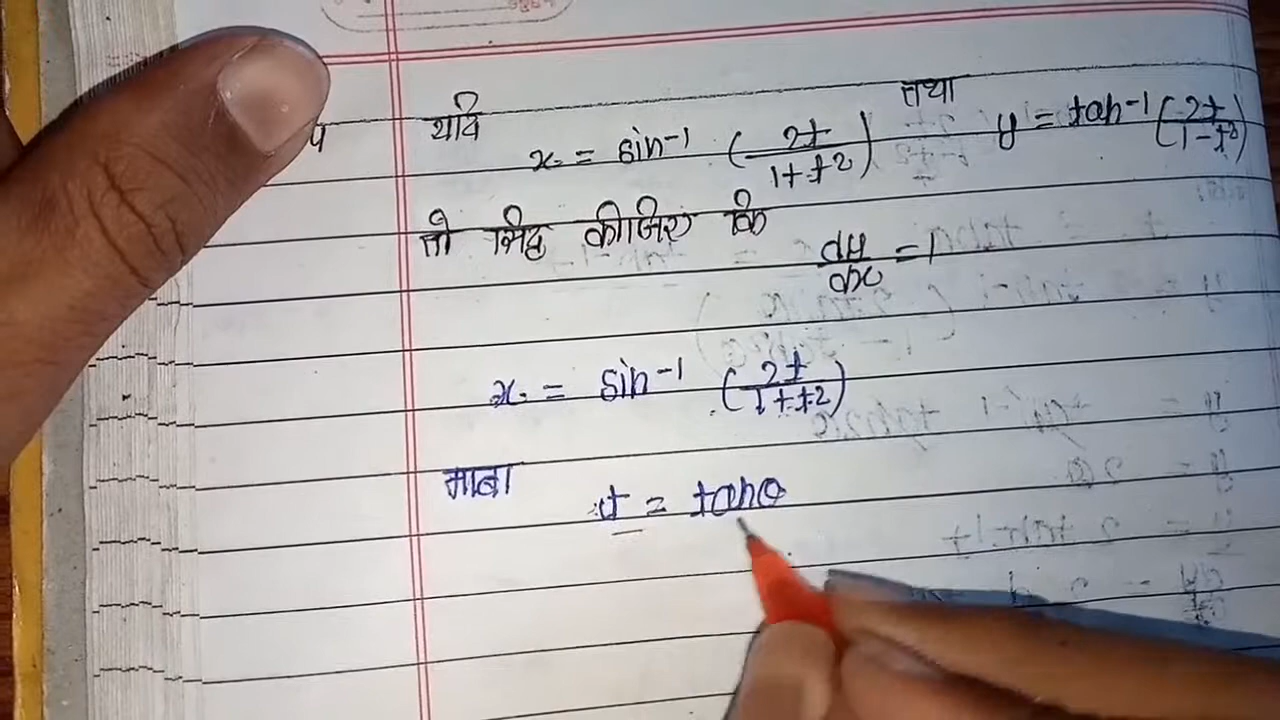 यदि x = sin⁻¹ (2t/1+t²) तथा y = tan⁻¹ (2t/1-t²)
तो सिद्ध कीजिए कि dy/dx = 1
x = sin⁻¹ (2t/1+t²)
माना t = tanθ